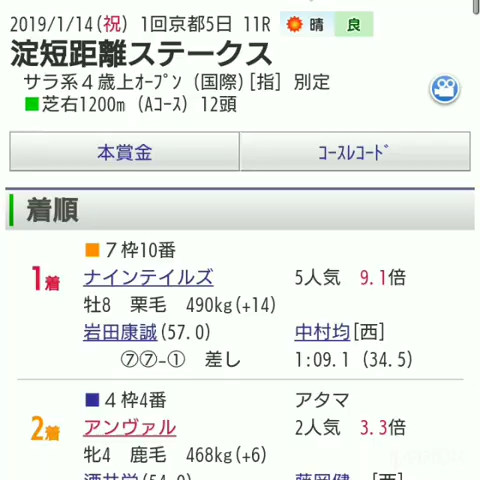 2019/1/14(祝) 1回京都5日 11R 晴 良
淀短距離ステークス
サラ系４歳上ｵｰﾌﾟﾝ (国際)[指] 別定
芝右1200m (Aコース) 12頭
本賞金 ｺｰｽﾚｺｰﾄﾞ
着順
７枠10番
1着 ナインテイルズ 5人気 9.1倍
牡8 栗毛 490kg(+14)
岩田康誠(57.0) 中村均[西]
⑦⑦-① 差し 1:09.1 (34.5)
４枠4番 アタマ
2着 アンヴァル 2人気 3.3倍
牝4 鹿毛 468kg(+6)